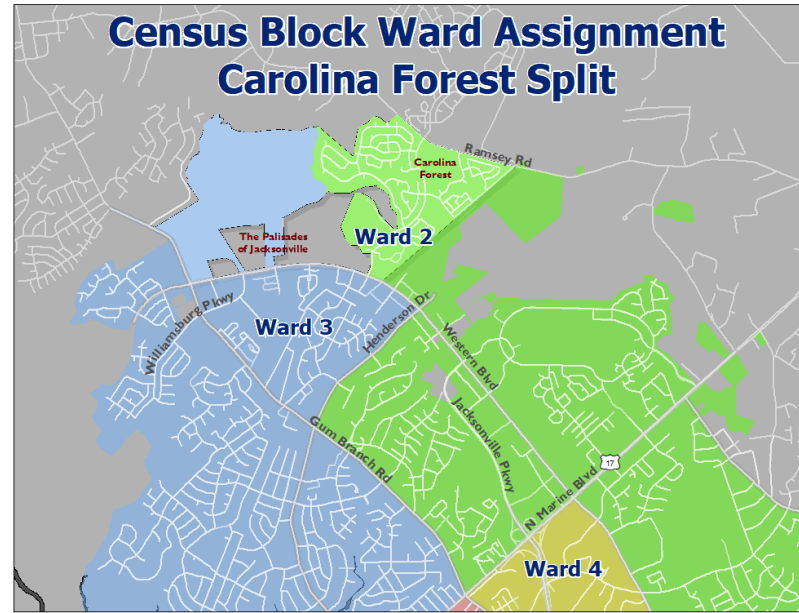 Census Block Ward Assignment
Carolina Forest Split
Ramsey Rd
Carolina
Forest
The Palisades
of Jacksonville
Ward 2
Williamsburg Pkwy
Ward 3
Henderson Dr
Western Blvd
Jacksonville Pkwy
Gum Branch Rd
17
N Marine Blvd
Ward 4